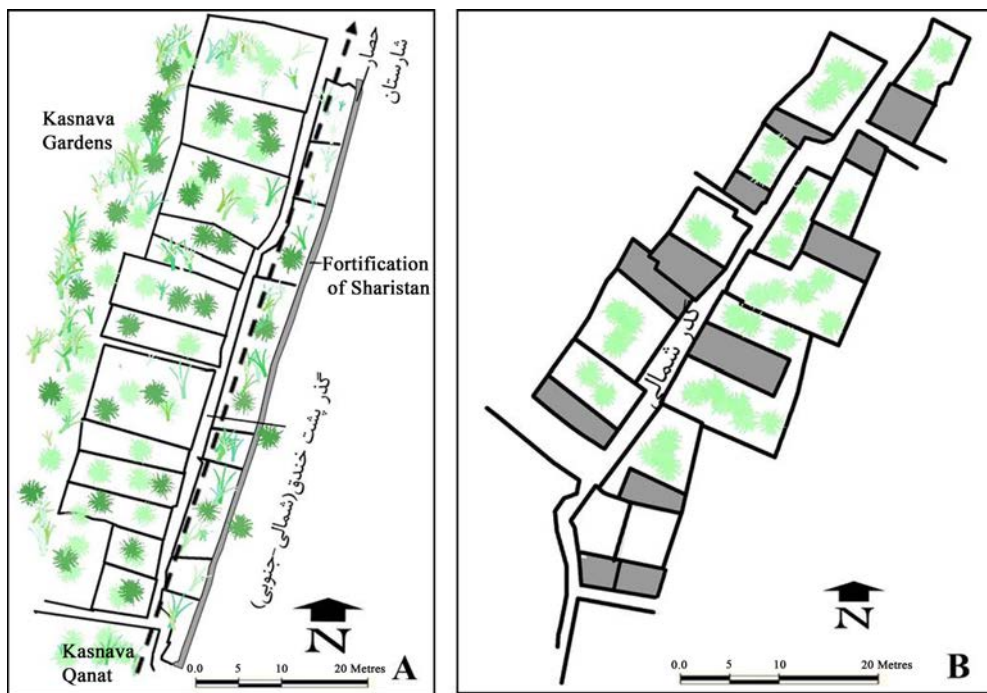 حصار
شارستان
Kasnava
Gardens
Fortification
of Sharistan
گذر پشت خندق(شمالی-جنوبی)
Kasnava
Qanat
N
0.0 5 10 20 Metres
A
گذر شمالی
N
0.0 5 10 20 Metres
B